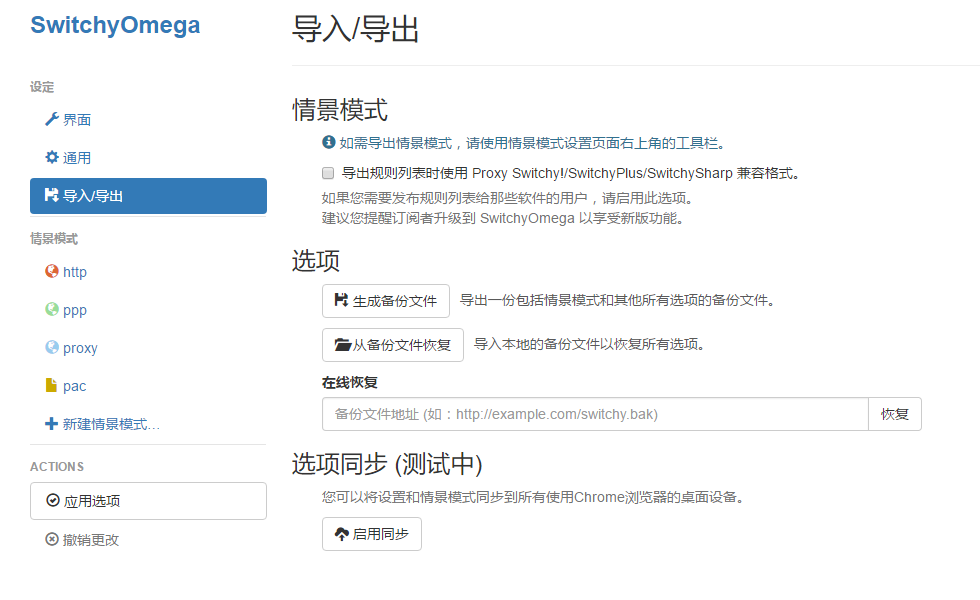 SwitchyOmega
设定
界面
通用
导入/导出
情景模式
http
ppp
proxy
pac
新建情景模式…
ACTIONS
应用选项
撤销更改
导入/导出
情景模式
如需导出情景模式，请使用情景模式设置页面右上角的工具栏。
导出规则列表时使用 Proxy Switchy!/SwitchyPlus/SwitchySharp 兼容格式。
如果您需要发布规则列表给那些软件的用户，请启用此选项。
建议您提醒订阅者升级到 SwitchyOmega 以享受新版功能。
选项
生成备份文件 导出一份包括情景模式和其他所有选项的备份文件。
从备份文件恢复 导入本地的备份文件以恢复所有选项。
在线恢复
备份文件地址 (如：http://example.com/switchy.bak) 恢复
选项同步 (测试中)
您可以将设置和情景模式同步到所有使用Chrome浏览器的桌面设备。
启用同步